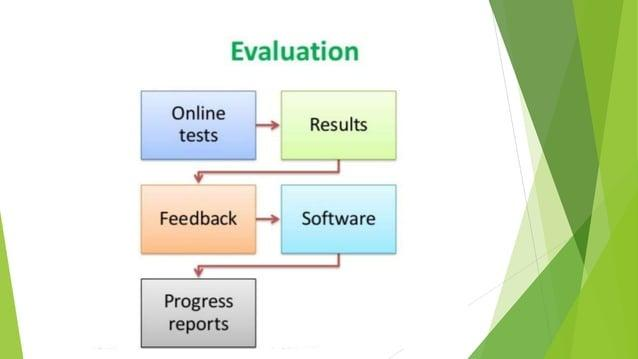 Evaluation
Online
tests
Results
Feedback
Software
Progress
reports